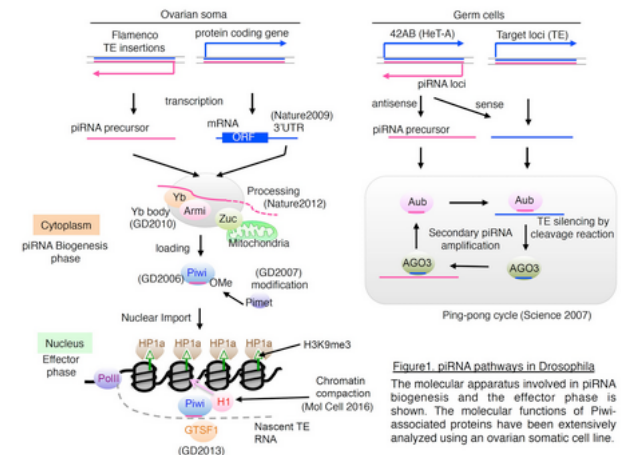 Ovarian soma
Flamenco
TE insertions
protein coding gene
transcription
piRNA precursor
mRNA
(Nature2009)
3'UTR
ORF
Processing
(Nature2012)
Yb
Armi
Zuc
Yb body
(GD2010)
Mitochondria
Cytoplasm
piRNA Biogenesis
phase
loading
(GD2006)
Piwi
OMe
(GD2007)
modification
Pimet
Nuclear Import
Nucleus
Effector
phase
HP1a
HP1a
HP1a
HP1a
H3K9me3
PolII
Chromatin
compaction
(Mol Cell 2016)
Piwi
H1
GTSF1
(GD2013)
Nascent TE
RNA
Germ cells
42AB (HeT-A)
Target loci (TE)
piRNA loci
antisense
sense
piRNA precursor
Aub
Aub
TE silencing by
cleavage reaction
Secondary piRNA
amplification
AGO3
AGO3
Ping-pong cycle (Science 2007)
Figure1. piRNA pathways in Drosophila
The molecular apparatus involved in piRNA
biogenesis and the effector phase is
shown. The molecular functions of Piwi-
associated proteins have been extensively
analyzed using an ovarian somatic cell line.